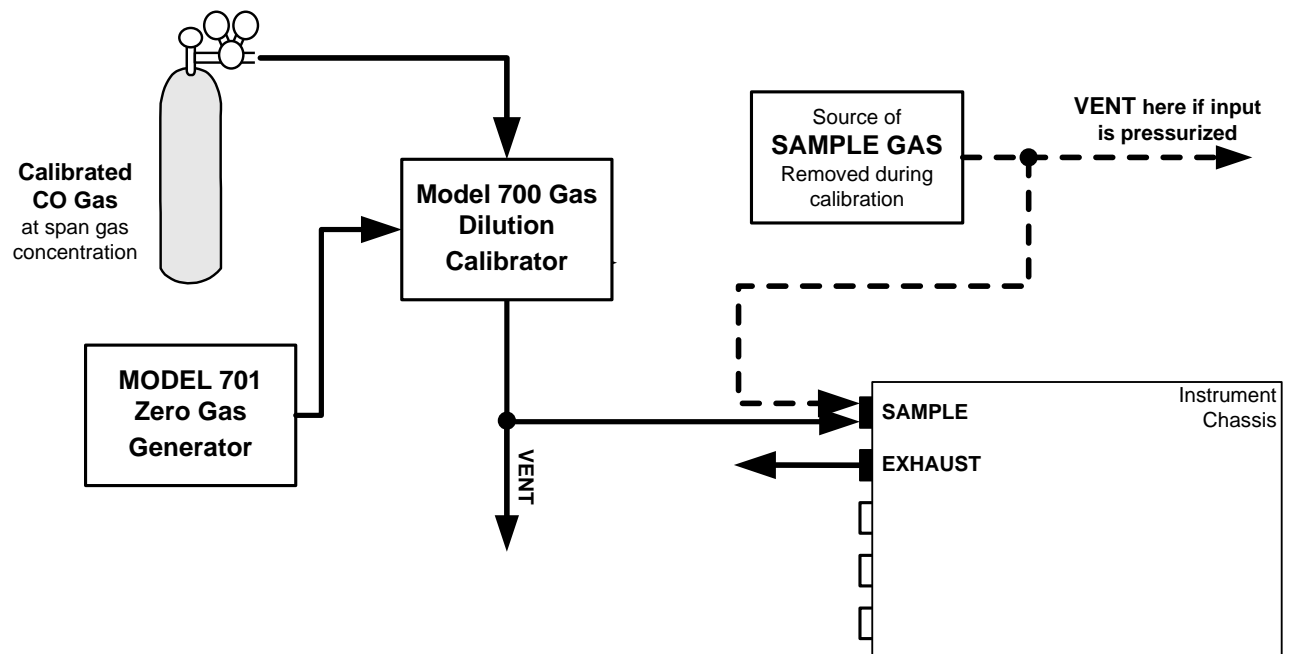 Calibrated
CO Gas
at span gas
concentration
Model 700 Gas
Dilution
Calibrator
MODEL 701
Zero Gas
Generator
VENT
Source of
SAMPLE GAS
Removed during
calibration
VENT here if input
is pressurized
Instrument
Chassis
SAMPLE
EXHAUST